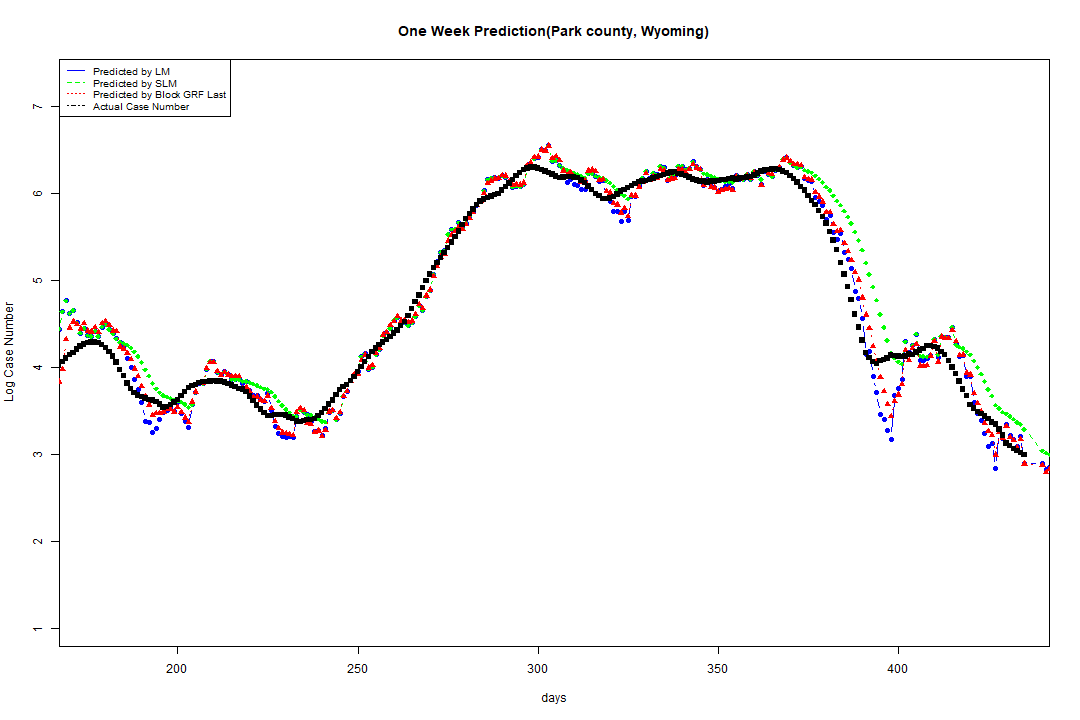 One Week Prediction(Park county, Wyoming)
Predicted by LM
Predicted by SLM
Predicted by Block GRF Last
Actual Case Number
7
6
5
4
3
2
1
Log Case Number
200 250 300 350 400
days